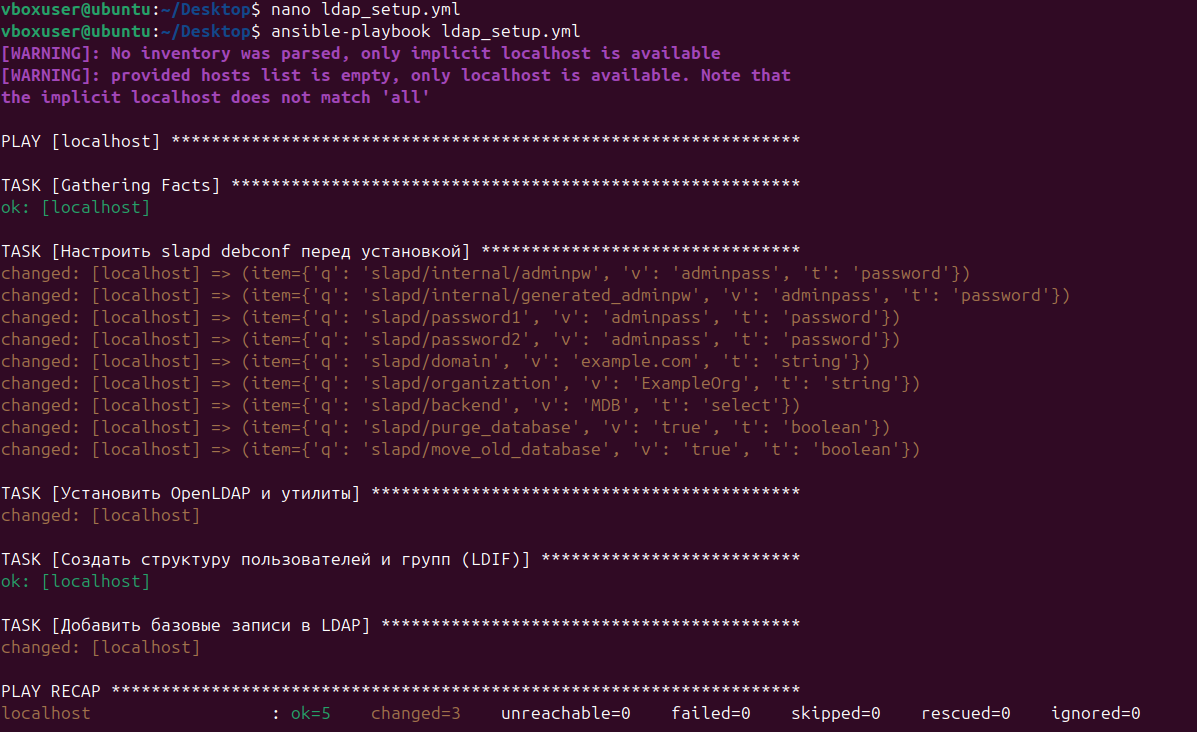 vboxuser@ubuntu:~/Desktop$ nano ldap_setup.yml
vboxuser@ubuntu:~/Desktop$ ansible-playbook ldap_setup.yml
[WARNING]: No inventory was parsed, only implicit localhost is available
[WARNING]: provided hosts list is empty, only localhost is available. Note that
the implicit localhost does not match 'all'
PLAY [localhost] ***************************************************************
TASK [Gathering Facts] *********************************************************
ok: [localhost]
TASK [Настроить slapd debconf перед установкой] ********************************
changed: [localhost] => (item={'q': 'slapd/internal/adminpw', 'v': 'adminpass', 't': 'password'})
changed: [localhost] => (item={'q': 'slapd/internal/generated_adminpw', 'v': 'adminpass', 't': 'password'})
changed: [localhost] => (item={'q': 'slapd/password1', 'v': 'adminpass', 't': 'password'})
changed: [localhost] => (item={'q': 'slapd/password2', 'v': 'adminpass', 't': 'password'})
changed: [localhost] => (item={'q': 'slapd/domain', 'v': 'example.com', 't': 'string'})
changed: [localhost] => (item={'q': 'slapd/organization', 'v': 'ExampleOrg', 't': 'string'})
changed: [localhost] => (item={'q': 'slapd/backend', 'v': 'MDB', 't': 'select'})
changed: [localhost] => (item={'q': 'slapd/purge_database', 'v': 'true', 't': 'boolean'})
changed: [localhost] => (item={'q': 'slapd/move_old_database', 'v': 'true', 't': 'boolean'})
TASK [Установить OpenLDAP и утилиты] *******************************************
changed: [localhost]
TASK [Создать структуру пользователей и групп (LDIF)] **************************
ok: [localhost]
TASK [Добавить базовые записи в LDAP] ******************************************
changed: [localhost]
PLAY RECAP *********************************************************************
localhost                  : ok=5    changed=3    unreachable=0    failed=0    skipped=0    rescued=0    ignored=0